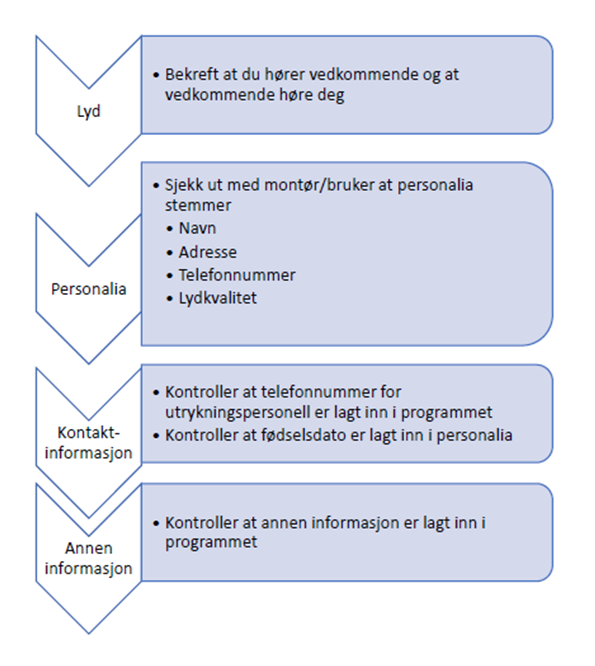 Lyd
• Bekreft at du hører vedkommende og at
vedkommende høre deg
Personalia
• Sjekk ut med montør/bruker at personalia
stemmer
• Navn
• Adresse
• Telefonnummer
• Lydkvalitet
Kontakt-
informasjon
• Kontroller at telefonnummer for
utrykningspersonell er lagt inn i programmet
• Kontroller at fødselsdato er lagt inn i personalia
Annen
informasjon
• Kontroller at annen informasjon er lagt inn i
programmet